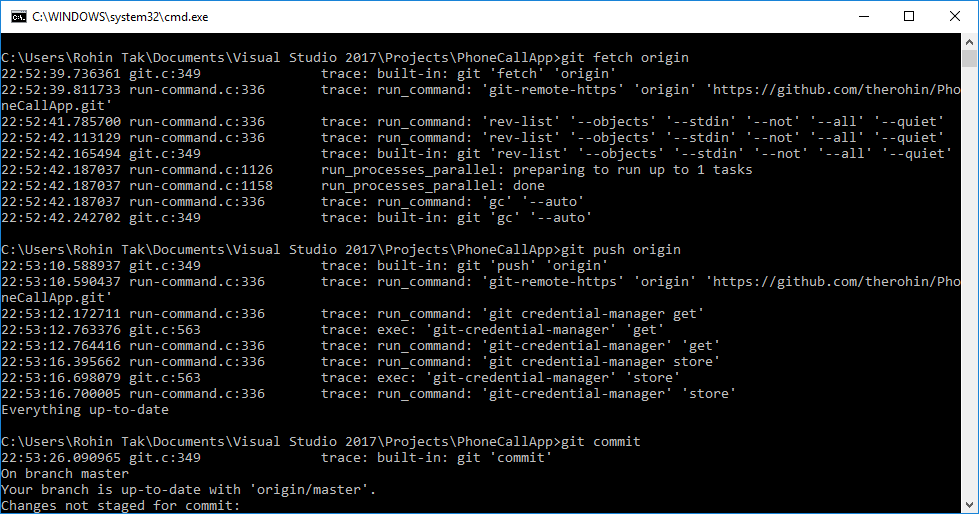 C:\WINDOWS\system32\cmd.exe
C:\Users\Rohin Tak\Documents\Visual Studio 2017\Projects\PhoneCallApp>git fetch origin
22:52:39.736361 git.c:349               trace: built-in: git 'fetch' 'origin'
22:52:39.811733 run-command.c:336       trace: run_command: 'git-remote-https' 'origin' 'https://github.com/therohin/Pho
neCallApp.git'
22:52:41.785700 run-command.c:336       trace: run_command: 'rev-list' '--objects' '--stdin' '--not' '--all' '--quiet'
22:52:42.113129 run-command.c:336       trace: run_command: 'rev-list' '--objects' '--stdin' '--not' '--all' '--quiet'
22:52:42.165494 git.c:349               trace: built-in: git 'rev-list' '--objects' '--stdin' '--not' '--all' '--quiet'
22:52:42.187037 run-command.c:1126      run_processes_parallel: preparing to run up to 1 tasks
22:52:42.187037 run-command.c:1158      run_processes_parallel: done
22:52:42.187037 run-command.c:336       trace: run_command: 'gc' '--auto'
22:52:42.242702 git.c:349               trace: built-in: git 'gc' '--auto'
C:\Users\Rohin Tak\Documents\Visual Studio 2017\Projects\PhoneCallApp>git push origin
22:53:10.588937 git.c:349               trace: built-in: git 'push' 'origin'
22:53:10.590437 run-command.c:336       trace: run_command: 'git-remote-https' 'origin' 'https://github.com/therohin/Pho
neCallApp.git'
22:53:12.172711 run-command.c:336       trace: run_command: 'git credential-manager get'
22:53:12.763376 git.c:563               trace: exec: 'git-credential-manager' 'get'
22:53:12.764416 run-command.c:336       trace: run_command: 'git-credential-manager' 'get'
22:53:16.395662 run-command.c:336       trace: run_command: 'git credential-manager store'
22:53:16.698079 git.c:563               trace: exec: 'git-credential-manager' 'store'
22:53:16.700005 run-command.c:336       trace: run_command: 'git-credential-manager' 'store'
Everything up-to-date
C:\Users\Rohin Tak\Documents\Visual Studio 2017\Projects\PhoneCallApp>git commit
22:53:26.090965 git.c:349               trace: built-in: git 'commit'
On branch master
Your branch is up-to-date with 'origin/master'.
Changes not staged for commit: